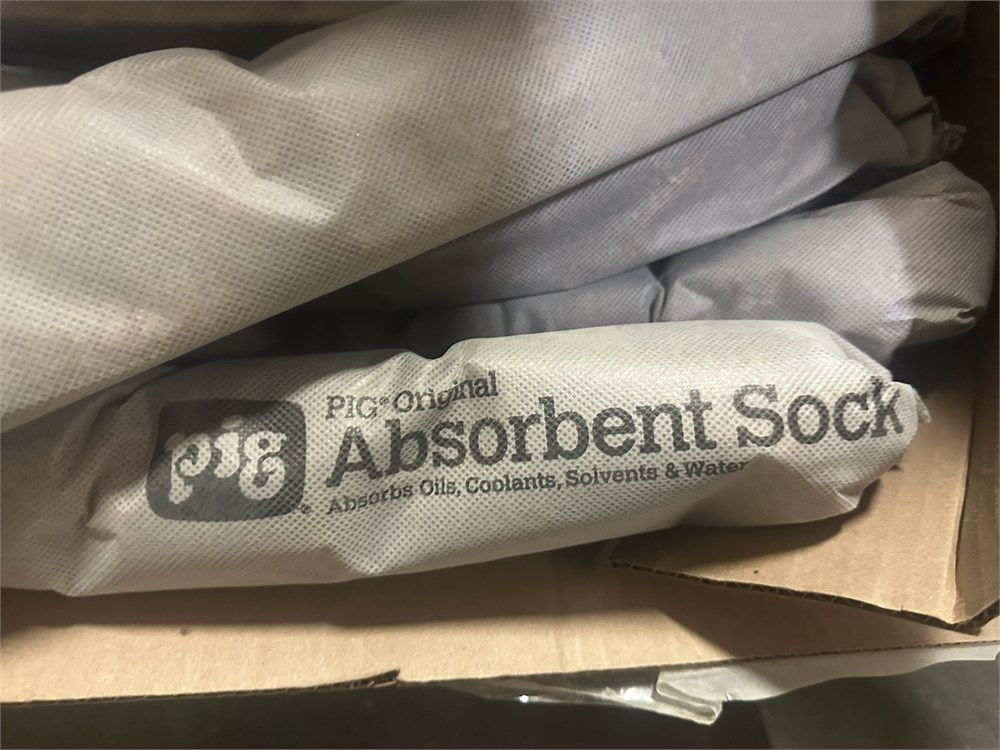 pig®
PIG® Original
Absorbent Sock
Absorbs Oils, Coolants, Solvents & Water